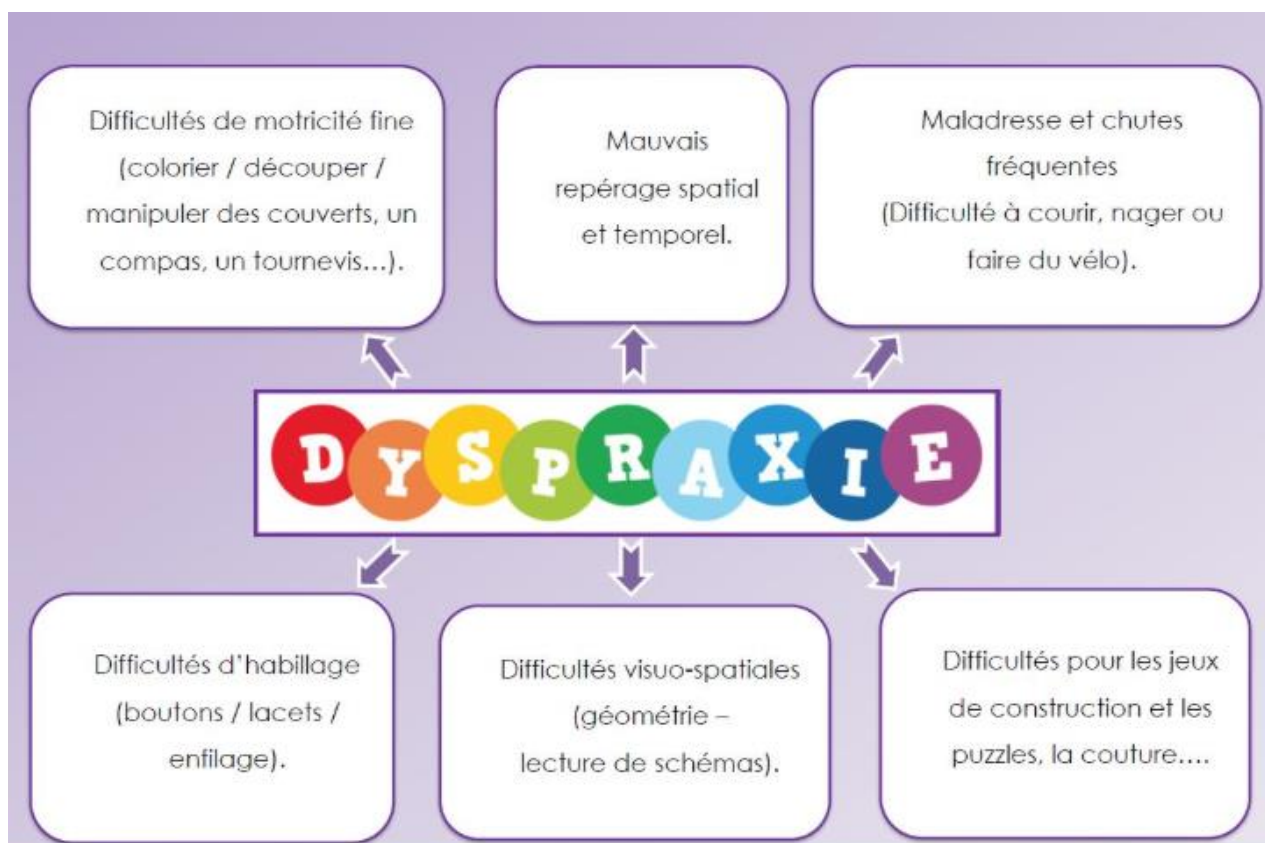 Difficultés de motricité fine
(colorier / découper /
manipuler des couverts, un
compas, un tournevis…).
Mauvais
repérage spatial
et temporel.
Maladresse et chutes
fréquentes
(Difficulté à courir, nager ou
faire du vélo).
DYSPRAXIE
Difficultés d’habillage
(boutons / lacets /
enfilage).
Difficultés visuo-spatiales
(géométrie –
lecture de schémas).
Difficultés pour les jeux
de construction et les
puzzles, la couture….